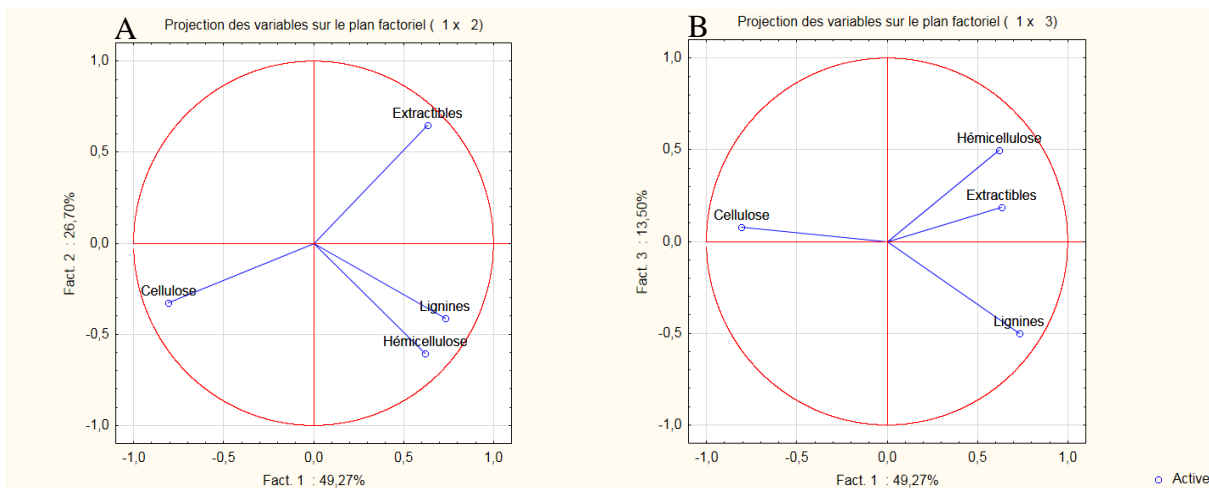 A
Projection des variables sur le plan factoriel ( 1 x 2)
1,0
0,5
0,0
-0,5
-1,0
Fact. 2 : 26,70%
Extractibles
Cellulose
Lignines
Hémicellulose
-1,0 -0,5 0,0 0,5 1,0
Fact. 1 : 49,27%
B
Projection des variables sur le plan factoriel ( 1 x 3)
1,0
0,5
0,0
-0,5
-1,0
Fact. 3 : 13,50%
Hémicellulose
Extractibles
Cellulose
Lignines
-1,0 -0,5 0,0 0,5 1,0
Fact. 1 : 49,27%
Active